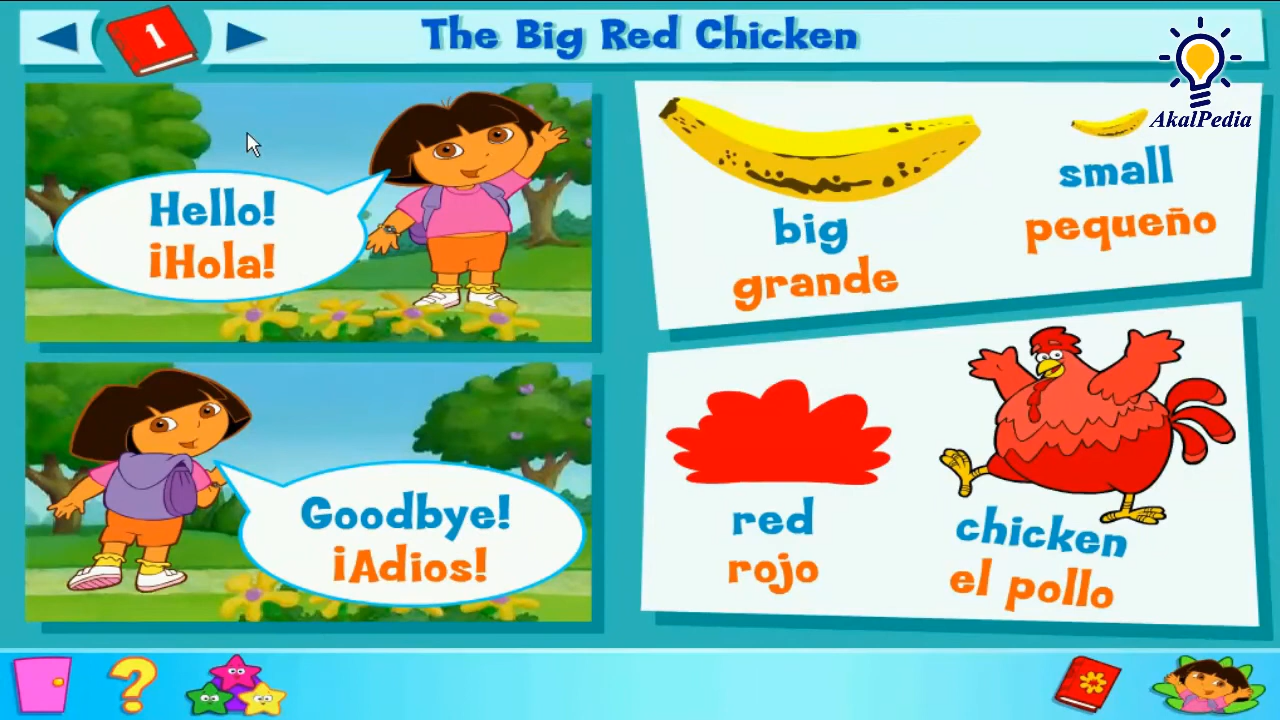 1
The Big Red Chicken
AkalPedia
Hello!
¡Hola!
big
grande
small
pequeño
Goodbye!
¡Adios!
red
rojo
chicken
el pollo
?